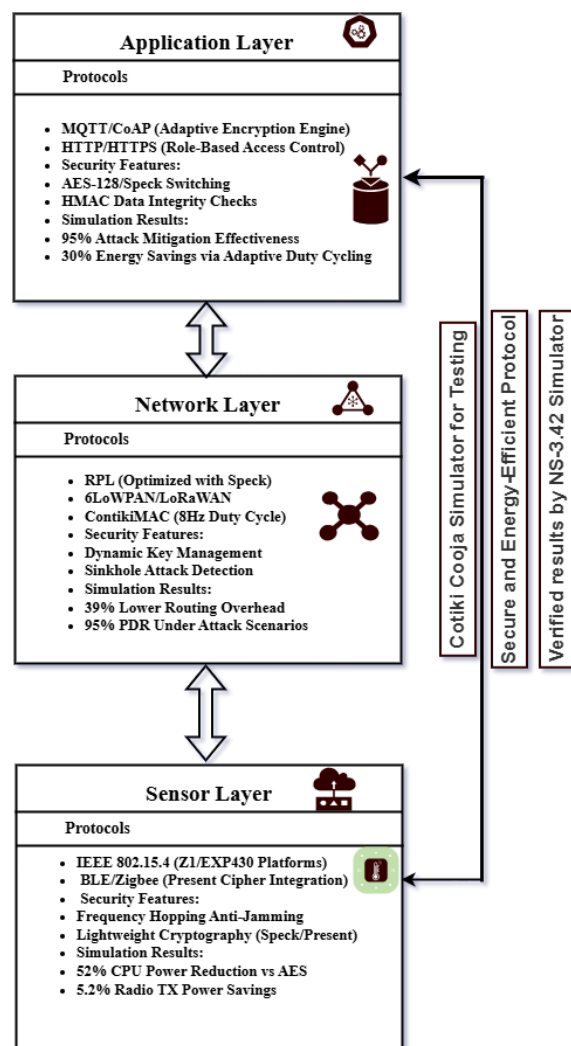 Application Layer
Protocols
• MQTT/CoAP (Adaptive Encryption Engine)
• HTTP/HTTPS (Role-Based Access Control)
• Security Features:
• AES-128/Speck Switching
• HMAC Data Integrity Checks
• Simulation Results:
• 95% Attack Mitigation Effectiveness
• 30% Energy Savings via Adaptive Duty Cycling
Network Layer
Protocols
• RPL (Optimized with Speck)
• 6LoWPAN/LoRaWAN
• ContikiMAC (8Hz Duty Cycle)
• Security Features:
• Dynamic Key Management
• Sinkhole Attack Detection
• Simulation Results:
• 39% Lower Routing Overhead
• 95% PDR Under Attack Scenarios
Sensor Layer
Protocols
• IEEE 802.15.4 (Z1/EXP430 Platforms)
• BLE/Zigbee (Present Cipher Integration)
• Security Features:
• Frequency Hopping Anti-Jamming
• Lightweight Cryptography (Speck/Present)
• Simulation Results:
• 52% CPU Power Reduction vs AES
• 5.2% Radio TX Power Savings
Cotiki Cooja Simulator for Testing
Secure and Energy-Efficient Protocol
Verified results by NS-3.42 Simulator